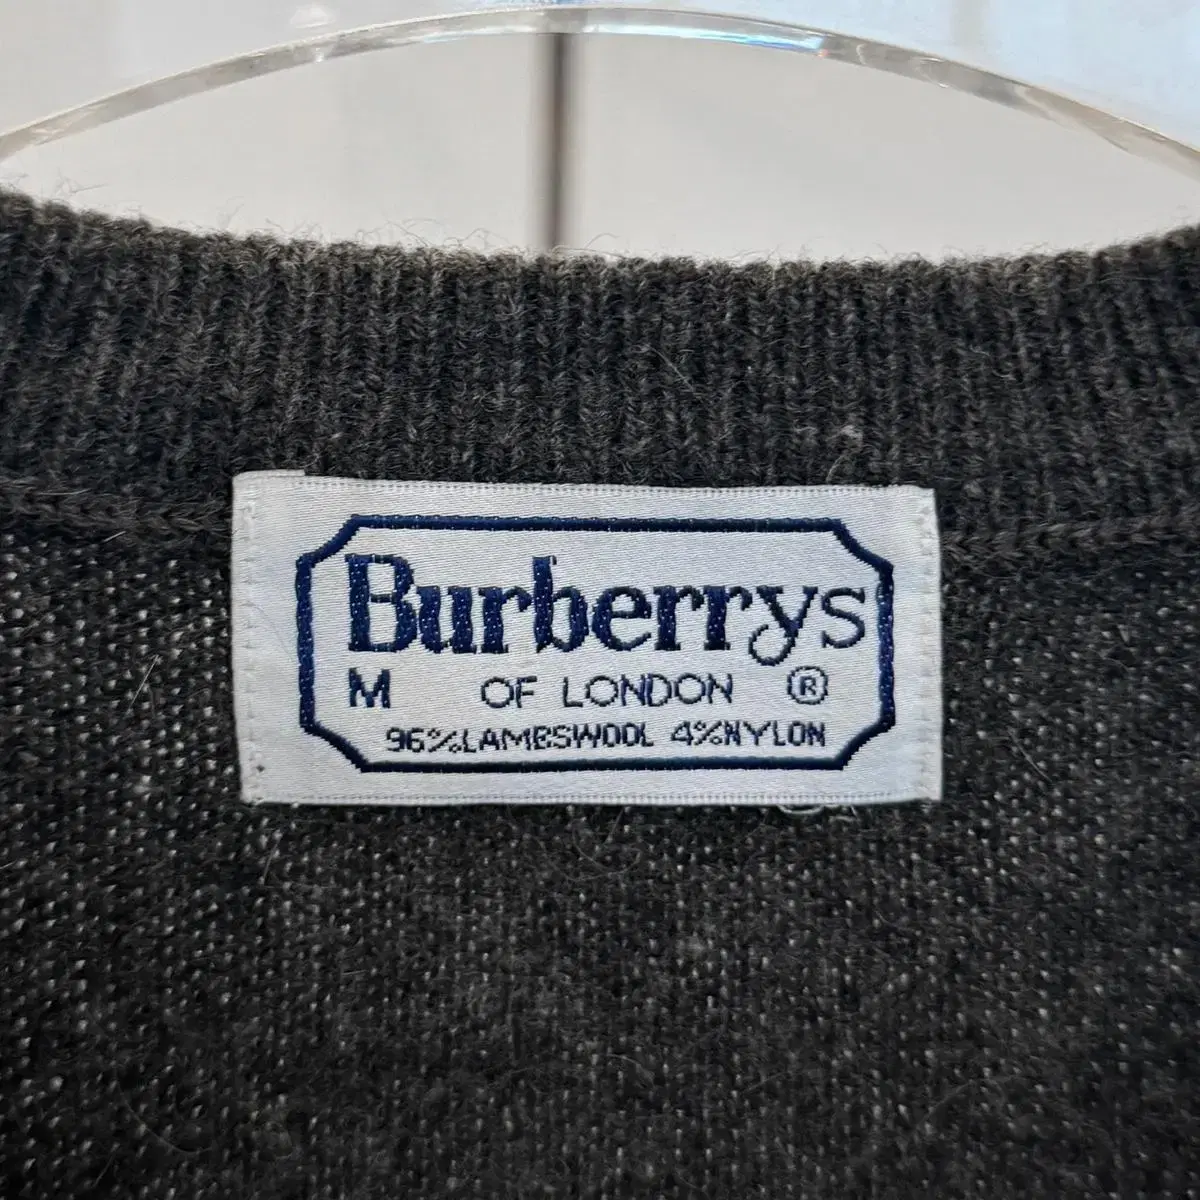 Burberrys
M OF LONDON ®
96%LAMBSWOOL 4%NYLON